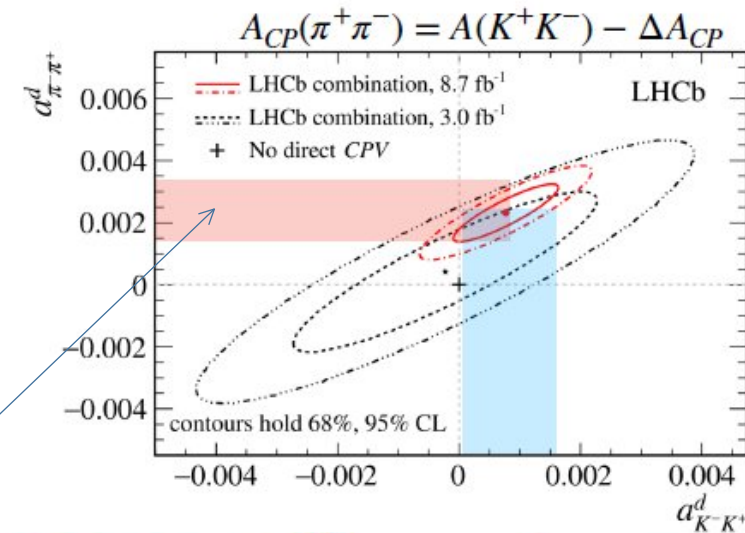 A_{CP}(π⁺π⁻) = A(K⁺K⁻) − ΔA_{CP}
a^d_{π⁻π⁺}
LHCb combination, 8.7 fb⁻¹
LHCb
LHCb combination, 3.0 fb⁻¹
No direct CPV
0.006
0.004
0.002
0
−0.002
−0.004
contours hold 68%, 95% CL
−0.004 −0.002 0 0.002 0.004
a^d_{K⁻K⁺}